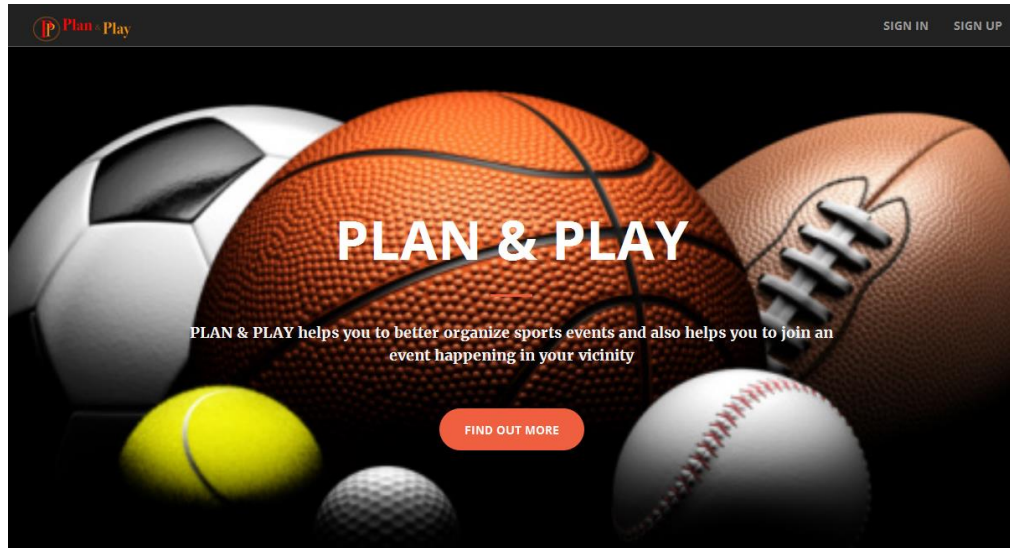 PP Plan & Play
SIGN IN
SIGN UP
PLAN & PLAY
PLAN & PLAY helps you to better organize sports events and also helps you to join an
event happening in your vicinity
FIND OUT MORE